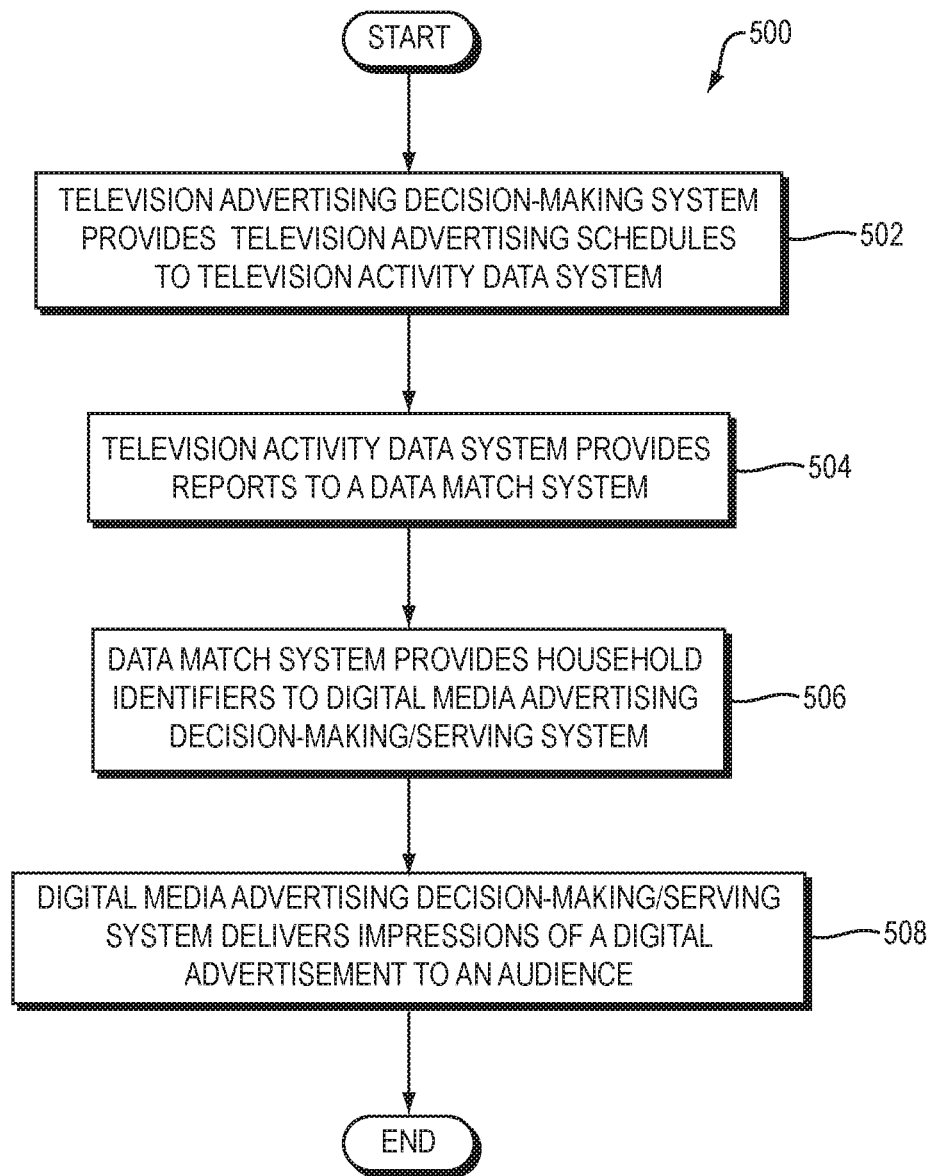 START
500
TELEVISION ADVERTISING DECISION-MAKING SYSTEM
PROVIDES TELEVISION ADVERTISING SCHEDULES
TO TELEVISION ACTIVITY DATA SYSTEM
502
TELEVISION ACTIVITY DATA SYSTEM PROVIDES
REPORTS TO A DATA MATCH SYSTEM
504
DATA MATCH SYSTEM PROVIDES HOUSEHOLD
IDENTIFIERS TO DIGITAL MEDIA ADVERTISING
DECISION-MAKING/SERVING SYSTEM
506
DIGITAL MEDIA ADVERTISING DECISION-MAKING/SERVING
SYSTEM DELIVERS IMPRESSIONS OF A DIGITAL
ADVERTISEMENT TO AN AUDIENCE
508
END